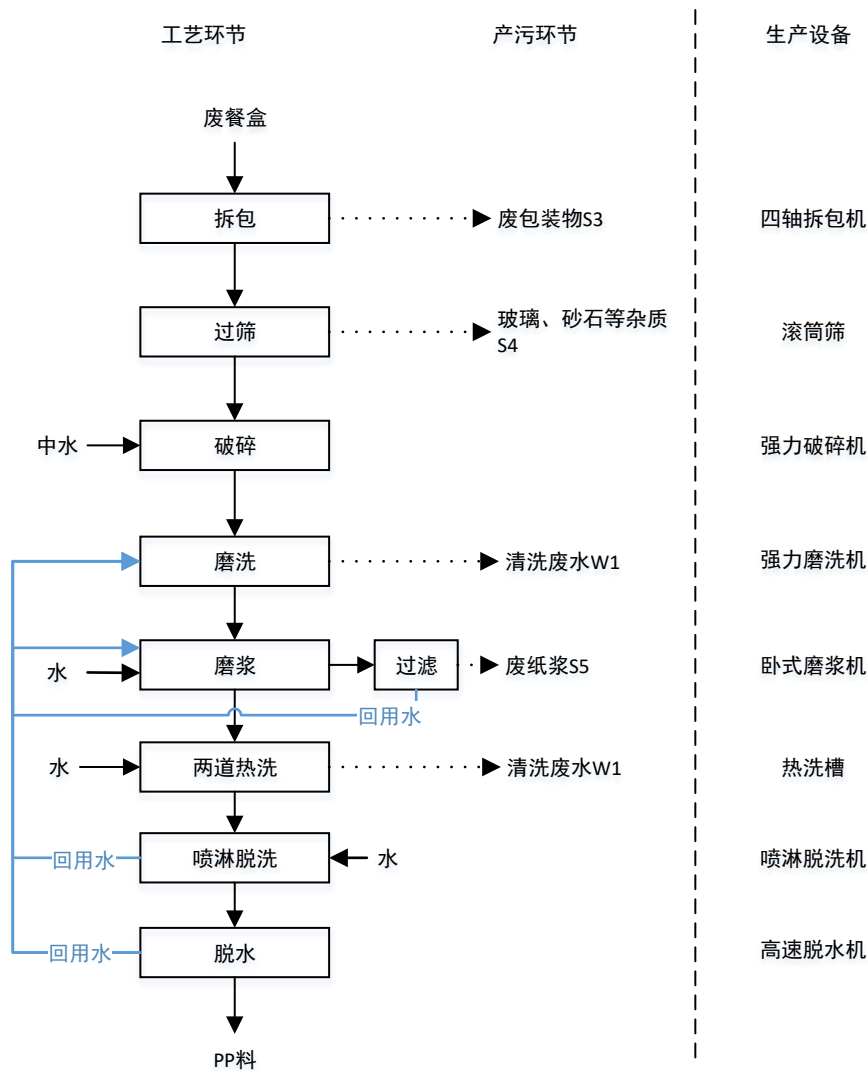 工艺环节
产污环节
生产设备
废餐盒
拆包
废包装物S3
四轴拆包机
过筛
玻璃、砂石等杂质
S4
滚筒筛
中水
破碎
强力破碎机
磨洗
清洗废水W1
强力磨洗机
水
磨浆
过滤
废纸浆S5
卧式磨浆机
回用水
水
两道热洗
清洗废水W1
热洗槽
回用水
喷淋脱洗
水
喷淋脱洗机
回用水
脱水
高速脱水机
PP料